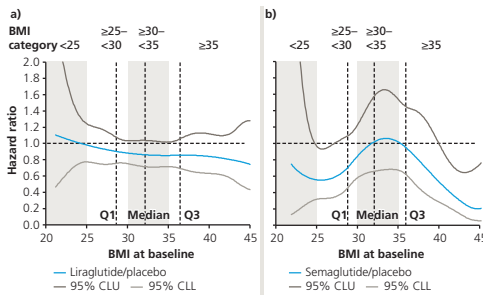 a)
BMI category <25 ≥25–<30 ≥30–<35 ≥35
Hazard ratio
2.0
1.8
1.6
1.4
1.2
1.0
0.8
0.6
0.4
0.2
0.0
Q1 Median Q3
20 25 30 35 40 45
BMI at baseline
Liraglutide/placebo
95% CLU 95% CLL
b)
<25 ≥25–<30 ≥30–<35 ≥35
Q1 Median Q3
20 25 30 35 40 45
BMI at baseline
Semaglutide/placebo
95% CLU 95% CLL